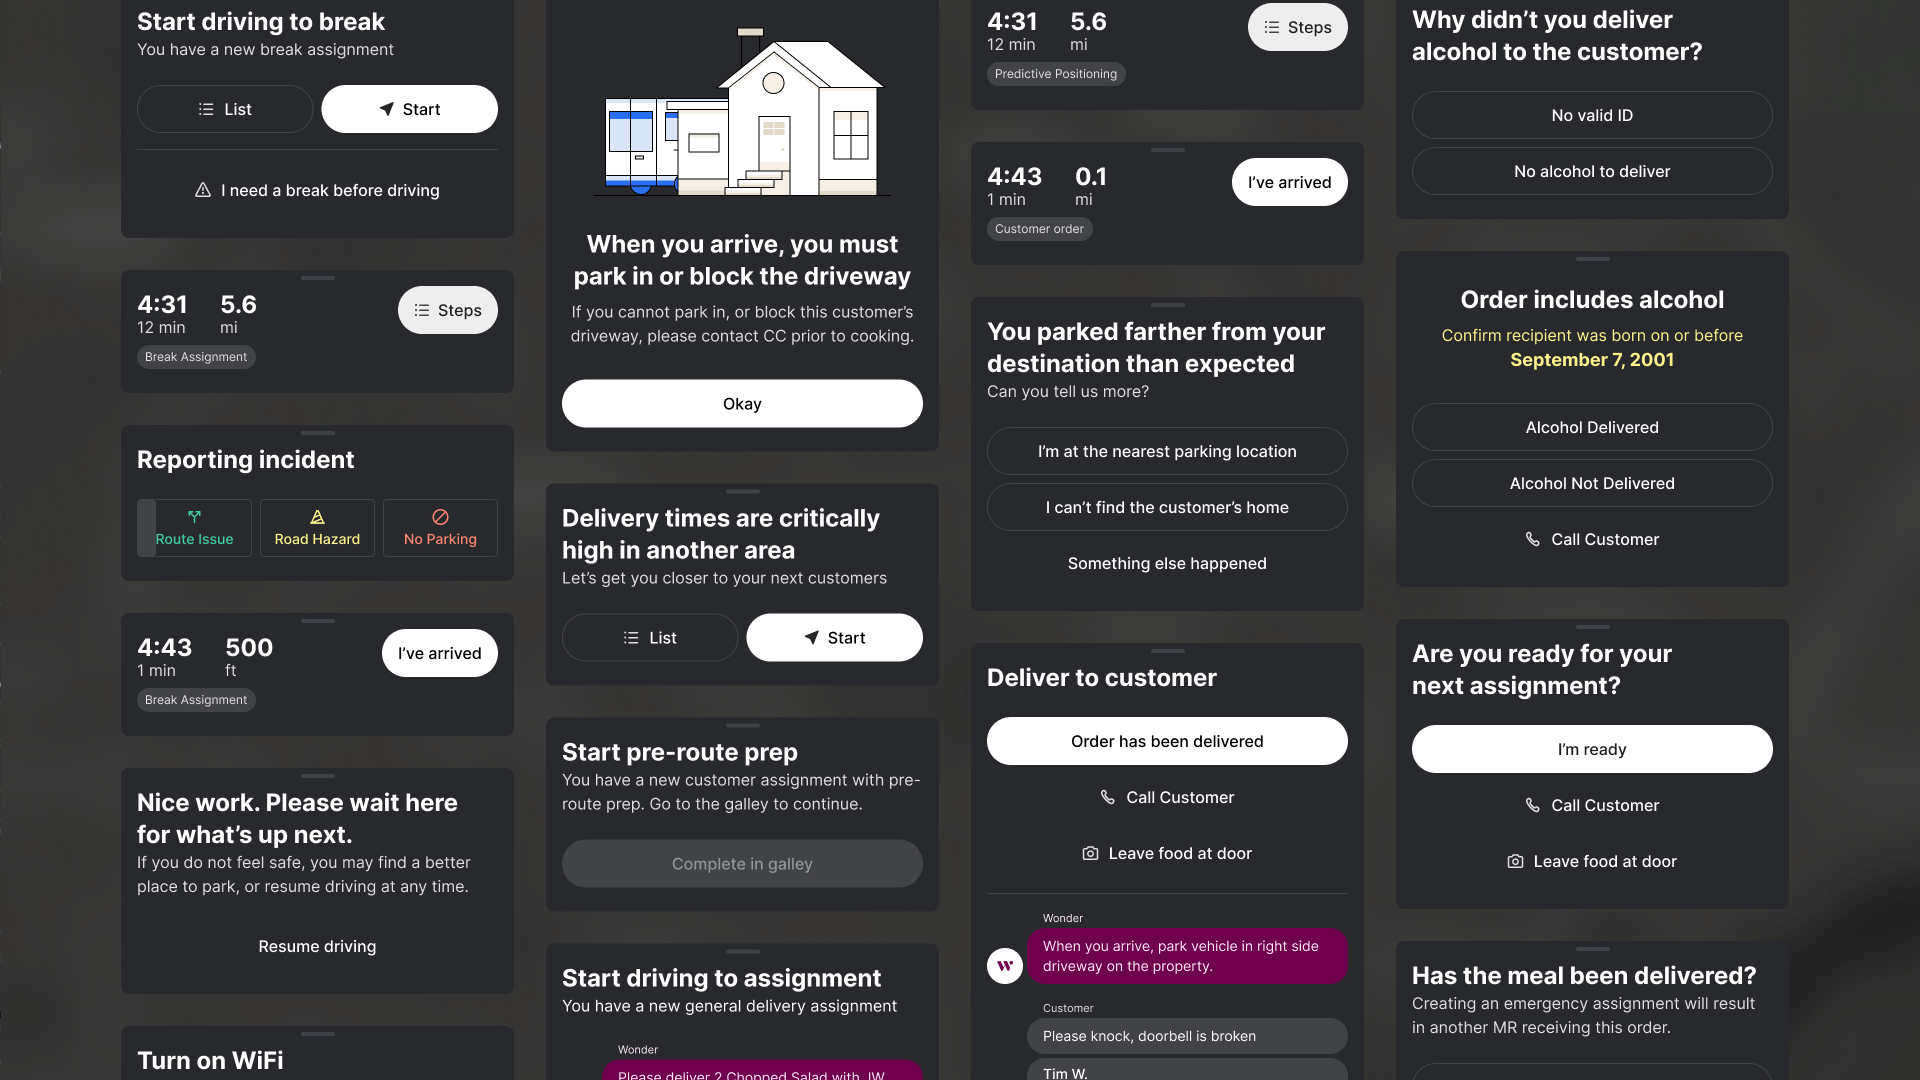 Start driving to break
You have a new break assignment
List
Start
I need a break before driving
4:31
5.6
12 min
mi
Steps
Break Assignment
Reporting incident
Route Issue
Road Hazard
No Parking
4:43
500
1 min
ft
I’ve arrived
Break Assignment
Nice work. Please wait here
for what’s up next.
If you do not feel safe, you may find a better
place to park, or resume driving at any time.
Resume driving
Turn on WiFi
When you arrive, you must
park in or block the driveway
If you cannot park in, or block this customer’s
driveway, please contact CC prior to cooking.
Okay
Delivery times are critically
high in another area
Let’s get you closer to your next customers
List
Start
Start pre-route prep
You have a new customer assignment with pre-
route prep. Go to the galley to continue.
Complete in galley
Start driving to assignment
You have a new general delivery assignment
Wonder
Please deliver 2 Chopped Salad with JW
4:31
5.6
12 min
mi
Steps
Predictive Positioning
4:43
0.1
1 min
mi
I’ve arrived
Customer order
You parked farther from your
destination than expected
Can you tell us more?
I’m at the nearest parking location
I can’t find the customer’s home
Something else happened
Deliver to customer
Order has been delivered
Call Customer
Leave food at door
Wonder
When you arrive, park vehicle in right side
driveway on the property.
Customer
Please knock, doorbell is broken
Tim W.
Why didn’t you deliver
alcohol to the customer?
No valid ID
No alcohol to deliver
Order includes alcohol
Confirm recipient was born on or before
September 7, 2001
Alcohol Delivered
Alcohol Not Delivered
Call Customer
Are you ready for your
next assignment?
I’m ready
Call Customer
Leave food at door
Has the meal been delivered?
Creating an emergency assignment will result
in another MR receiving this order.